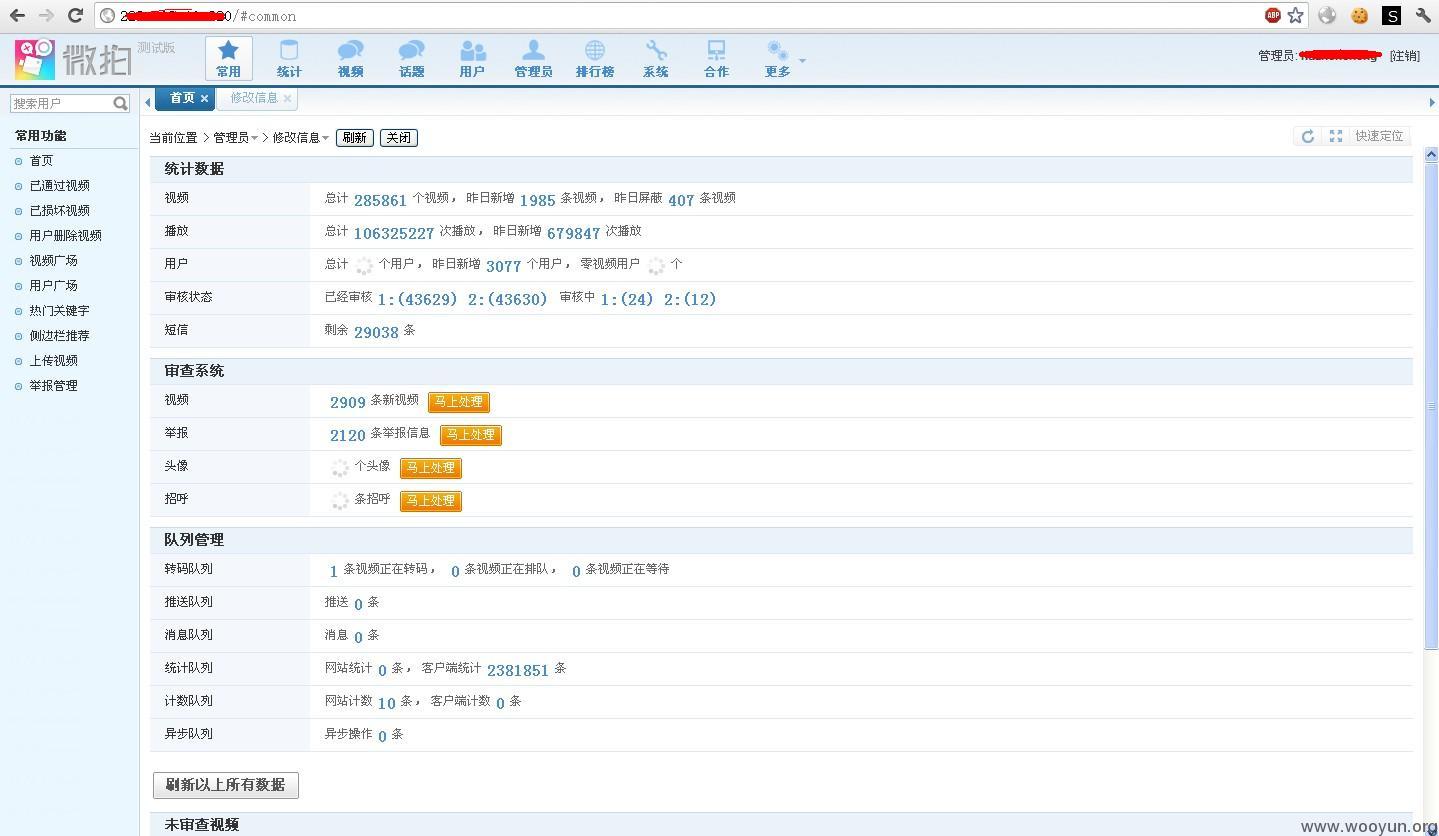 0/#common
ABP
S
微拍 测试版
常用 统计 视频 话题 用户 管理员 排行榜 系统 合作 更多
管理员: [注销]
搜索用户
首页 × 修改信息 ×
常用功能
首页
已通过视频
已损坏视频
用户删除视频
视频广场
用户广场
热门关键字
侧边栏推荐
上传视频
举报管理
当前位置 > 管理员 > 修改信息 刷新 关闭
快速定位
统计数据
视频 总计 285861 个视频, 昨日新增 1985 条视频, 昨日屏蔽 407 条视频
播放 总计 106325227 次播放, 昨日新增 679847 次播放
用户 总计 个用户, 昨日新增 3077 个用户, 零视频用户 个
审核状态 已经审核 1:(43629) 2:(43630) 审核中 1:(24) 2:(12)
短信 剩余 29038 条
审查系统
视频 2909 条新视频 马上处理
举报 2120 条举报信息 马上处理
头像 个头像 马上处理
招呼 条招呼 马上处理
队列管理
转码队列 1 条视频正在转码, 0 条视频正在排队, 0 条视频正在等待
推送队列 推送 0 条
消息队列 消息 0 条
统计队列 网站统计 0 条, 客户端统计 2381851 条
计数队列 网站计数 10 条, 客户端计数 0 条
异步队列 异步操作 0 条
刷新以上所有数据
未审查视频
www.wooyun.org